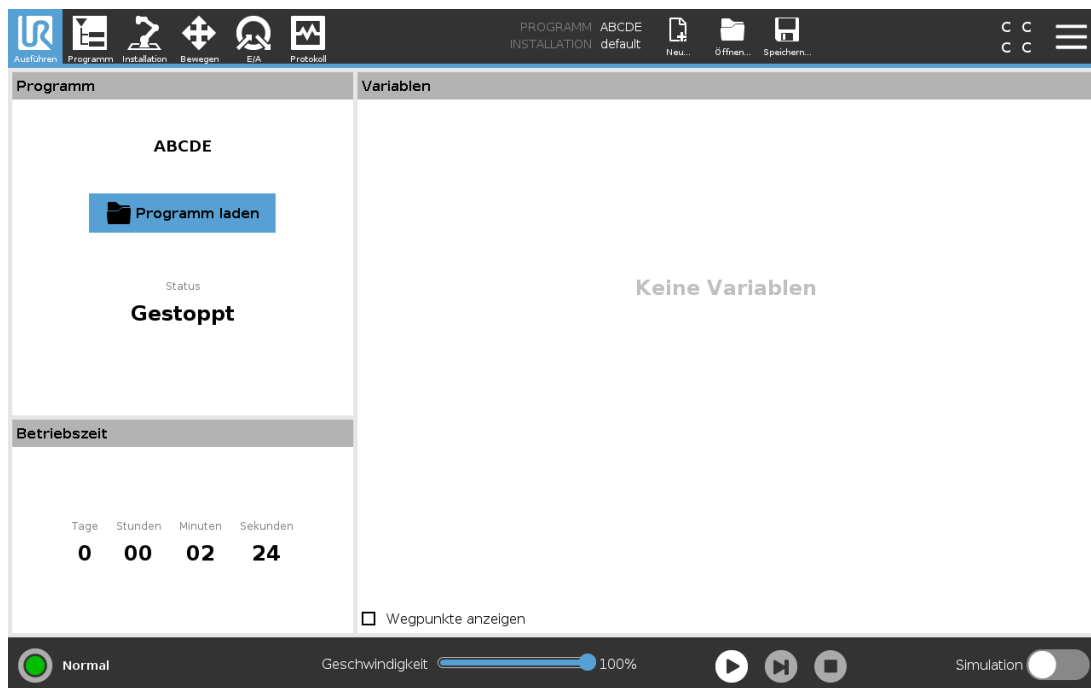 UR
Ausführen Programm Installation Bewegen E/A Protokoll
PROGRAMM ABCDE
INSTALLATION default
Neu... Öffnen... Speichern...
C C
C C
Programm
ABCDE
Programm laden
Status
Gestoppt
Betriebszeit
Tage Stunden Minuten Sekunden
0 00 02 24
Variablen
Keine Variablen
Wegpunkte anzeigen
Normal
Geschwindigkeit 100%
Simulation